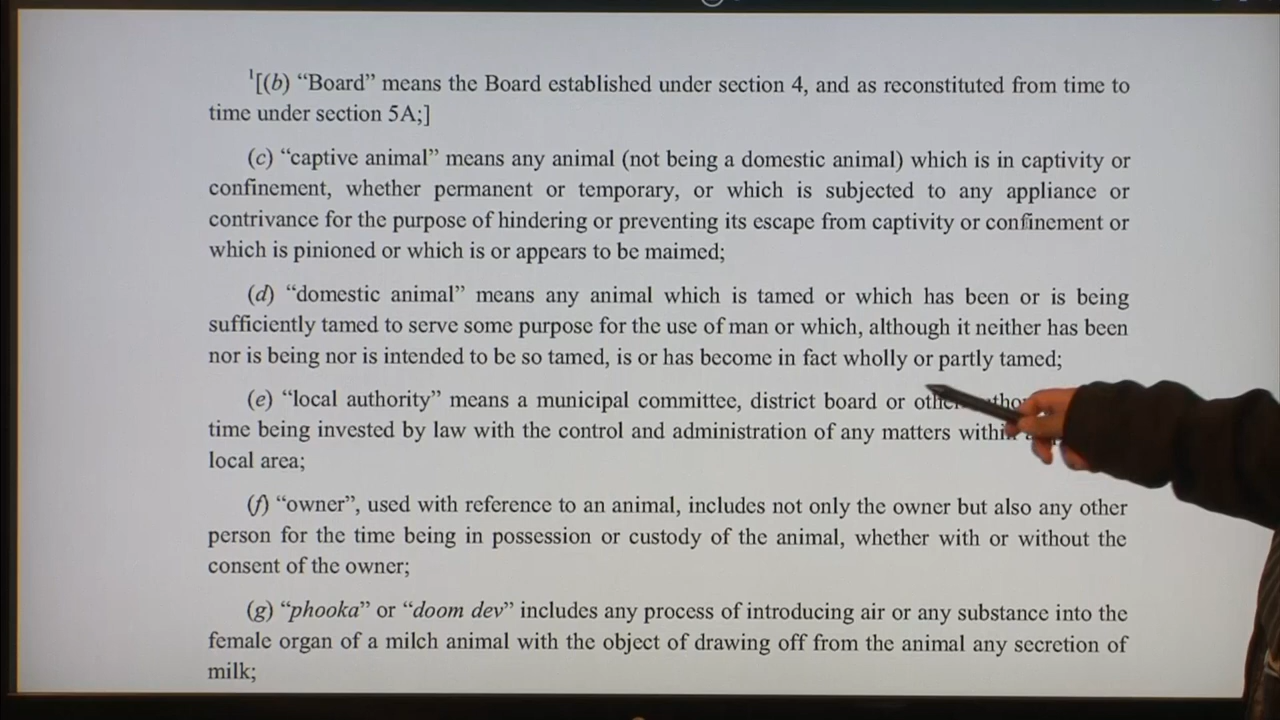 1[(b) “Board” means the Board established under section 4, and as reconstituted from time to
time under section 5A;]
(c) “captive animal” means any animal (not being a domestic animal) which is in captivity or
confinement, whether permanent or temporary, or which is subjected to any appliance or
contrivance for the purpose of hindering or preventing its escape from captivity or confinement or
which is pinioned or which is or appears to be maimed;
(d) “domestic animal” means any animal which is tamed or which has been or is being
sufficiently tamed to serve some purpose for the use of man or which, although it neither has been
nor is being nor is intended to be so tamed, is or has become in fact wholly or partly tamed;
(e) “local authority” means a municipal committee, district board or
time being invested by law with the control and administration of any matters within
local area;
(f) “owner”, used with reference to an animal, includes not only the owner but also any other
person for the time being in possession or custody of the animal, whether with or without the
consent of the owner;
(g) “phooka” or “doom dev” includes any process of introducing air or any substance into the
female organ of a milch animal with the object of drawing off from the animal any secretion of
milk;